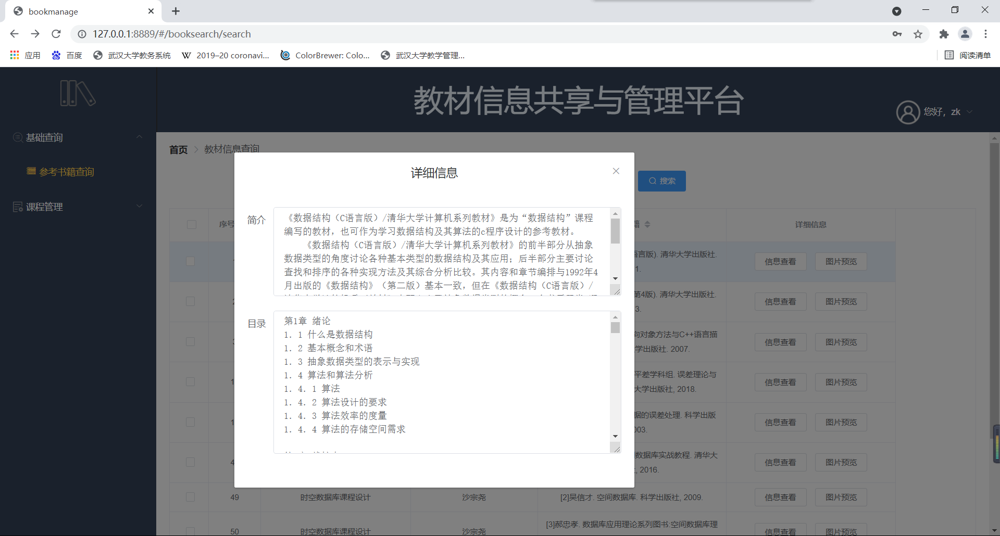 bookmanage
127.0.0.1:8889/#/booksearch/search
应用
百度
武汉大学教务系统
2019–20 coronavi...
ColorBrewer: Colo...
武汉大学教学管理...
阅读清单
教材信息共享与管理平台
您好，zk
基础查询
参考书籍查询
课程管理
首页
教材信息查询
搜索
详细信息
简介
《数据结构（C语言版）/清华大学计算机系列教材》是为“数据结构”课程
编写的教材，也可作为学习数据结构及其算法的c程序设计的参考教材。
《数据结构（C语言版）/清华大学计算机系列教材》的前半部分从抽象
数据类型的角度讨论各种基本类型的数据结构及其应用；后半部分主要讨论
查找和排序的各种实现方法及其综合分析比较。其内容和章节编排与1992年4
月出版的《数据结构》（第二版）基本一致，但在《数据结构（C语言版）/
目录
第1章 绪论
1. 1 什么是数据结构
1. 2 基本概念和术语
1. 3 抽象数据类型的表示与实现
1. 4 算法和算法分析
1. 4. 1 算法
1. 4. 2 算法设计的要求
1. 4. 3 算法效率的度量
1. 4. 4 算法的存储空间需求
序号
籍
详细信息
言版). 清华大学出版社.
1.
信息查看
图片预览
第4版). 清华大学出版社.
3.
信息查看
图片预览
向对象方法与C++语言描
学出版社. 2007.
信息查看
图片预览
1
平差学科组. 误差理论与
大学出版社, 2018.
信息查看
图片预览
1
据的误差处理. 科学出版
003.
信息查看
图片预览
4
数据库实战教程. 清华大
, 2016.
信息查看
图片预览
49
时空数据库课程设计
沙宗尧
[2]吴信才. 空间数据库. 科学出版社, 2009.
信息查看
图片预览
[3]郝忠孝. 数据库应用理论系列图书:空间数据库理
50
时空数据库课程设计
沙宗尧
信息查看
图片预览